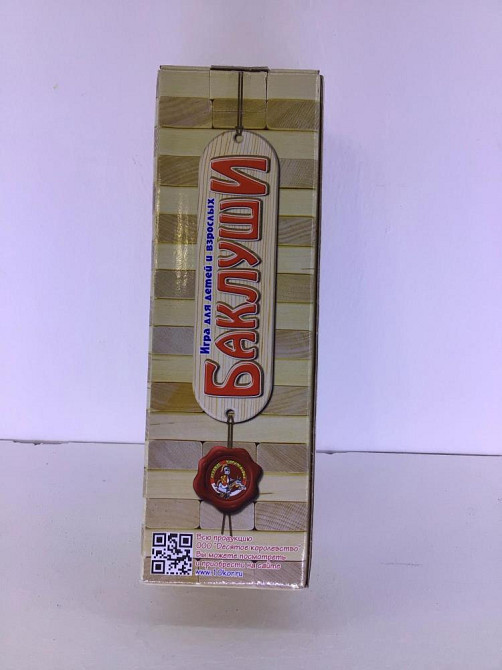 Игра для детей и взрослых
БАКЛУШИ
Всю продукцию
ООО "Десятое королевство"
Вы можете посмотреть
и приобрести на сайте
www.10kor.ru